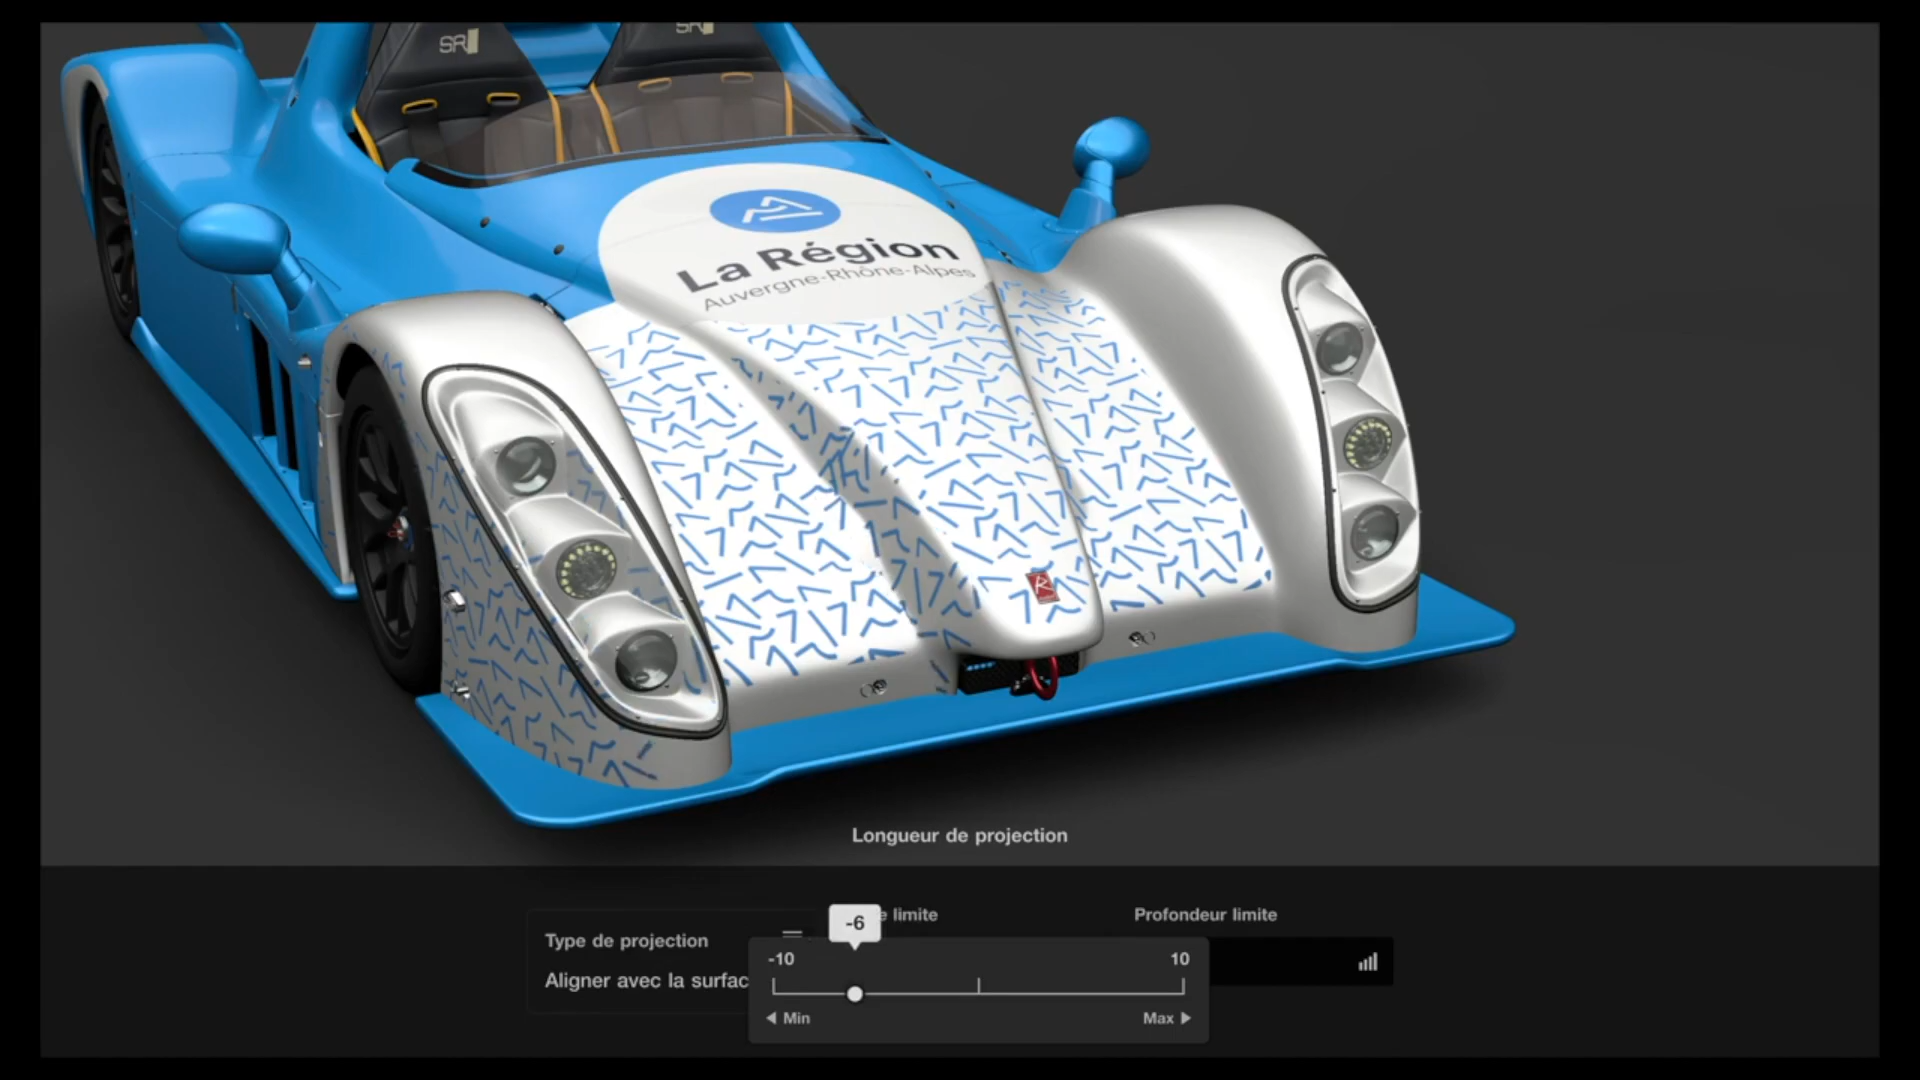 SR
SR
La Région
Auvergne-Rhône-Alpes
R
Longueur de projection
-6
e limite
Profondeur limite
Type de projection
-10
10
Aligner avec la surfac
Min
Max